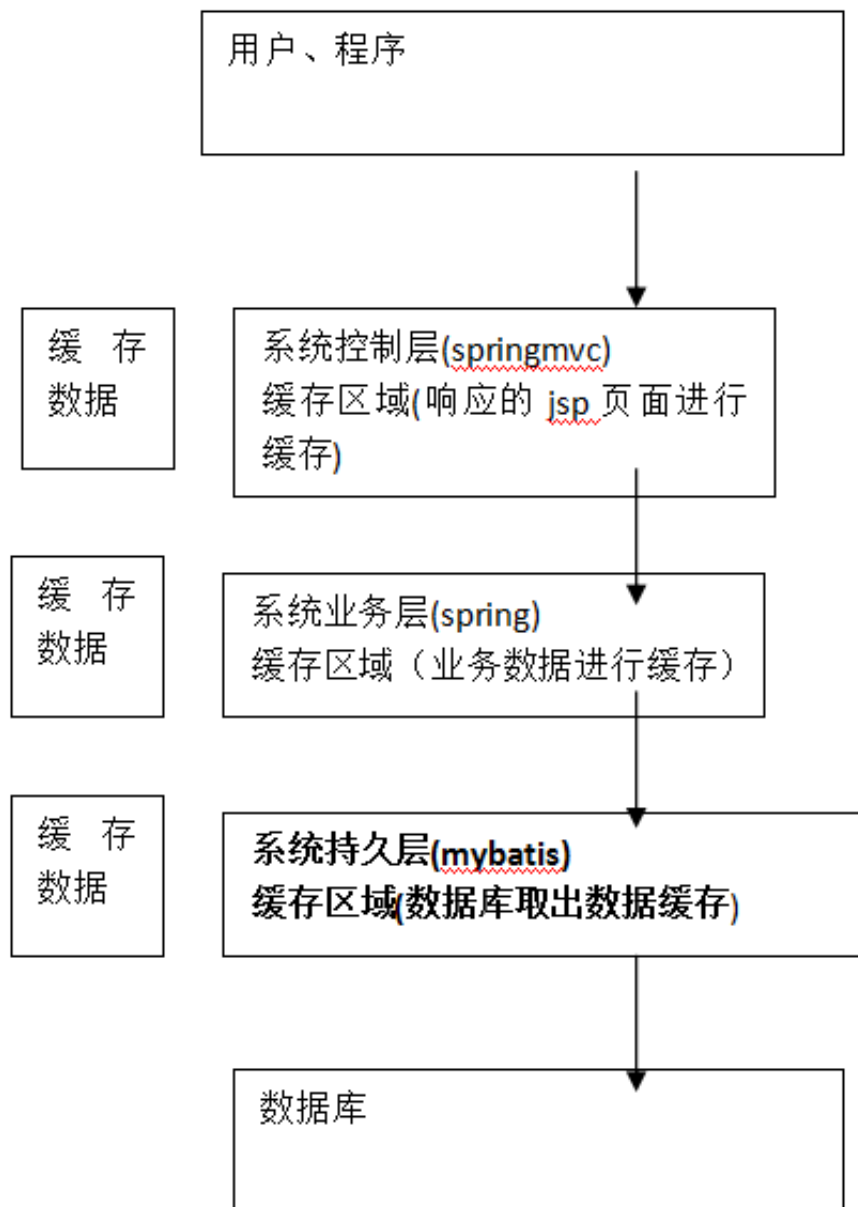 用户、程序
缓 存
数据
系统控制层(springmvc)
缓存区域(响应的 jsp 页面进行
缓存)
缓 存
数据
系统业务层(spring)
缓存区域（业务数据进行缓存）
缓 存
数据
系统持久层(mybatis)
缓存区域(数据库取出数据缓存)
数据库